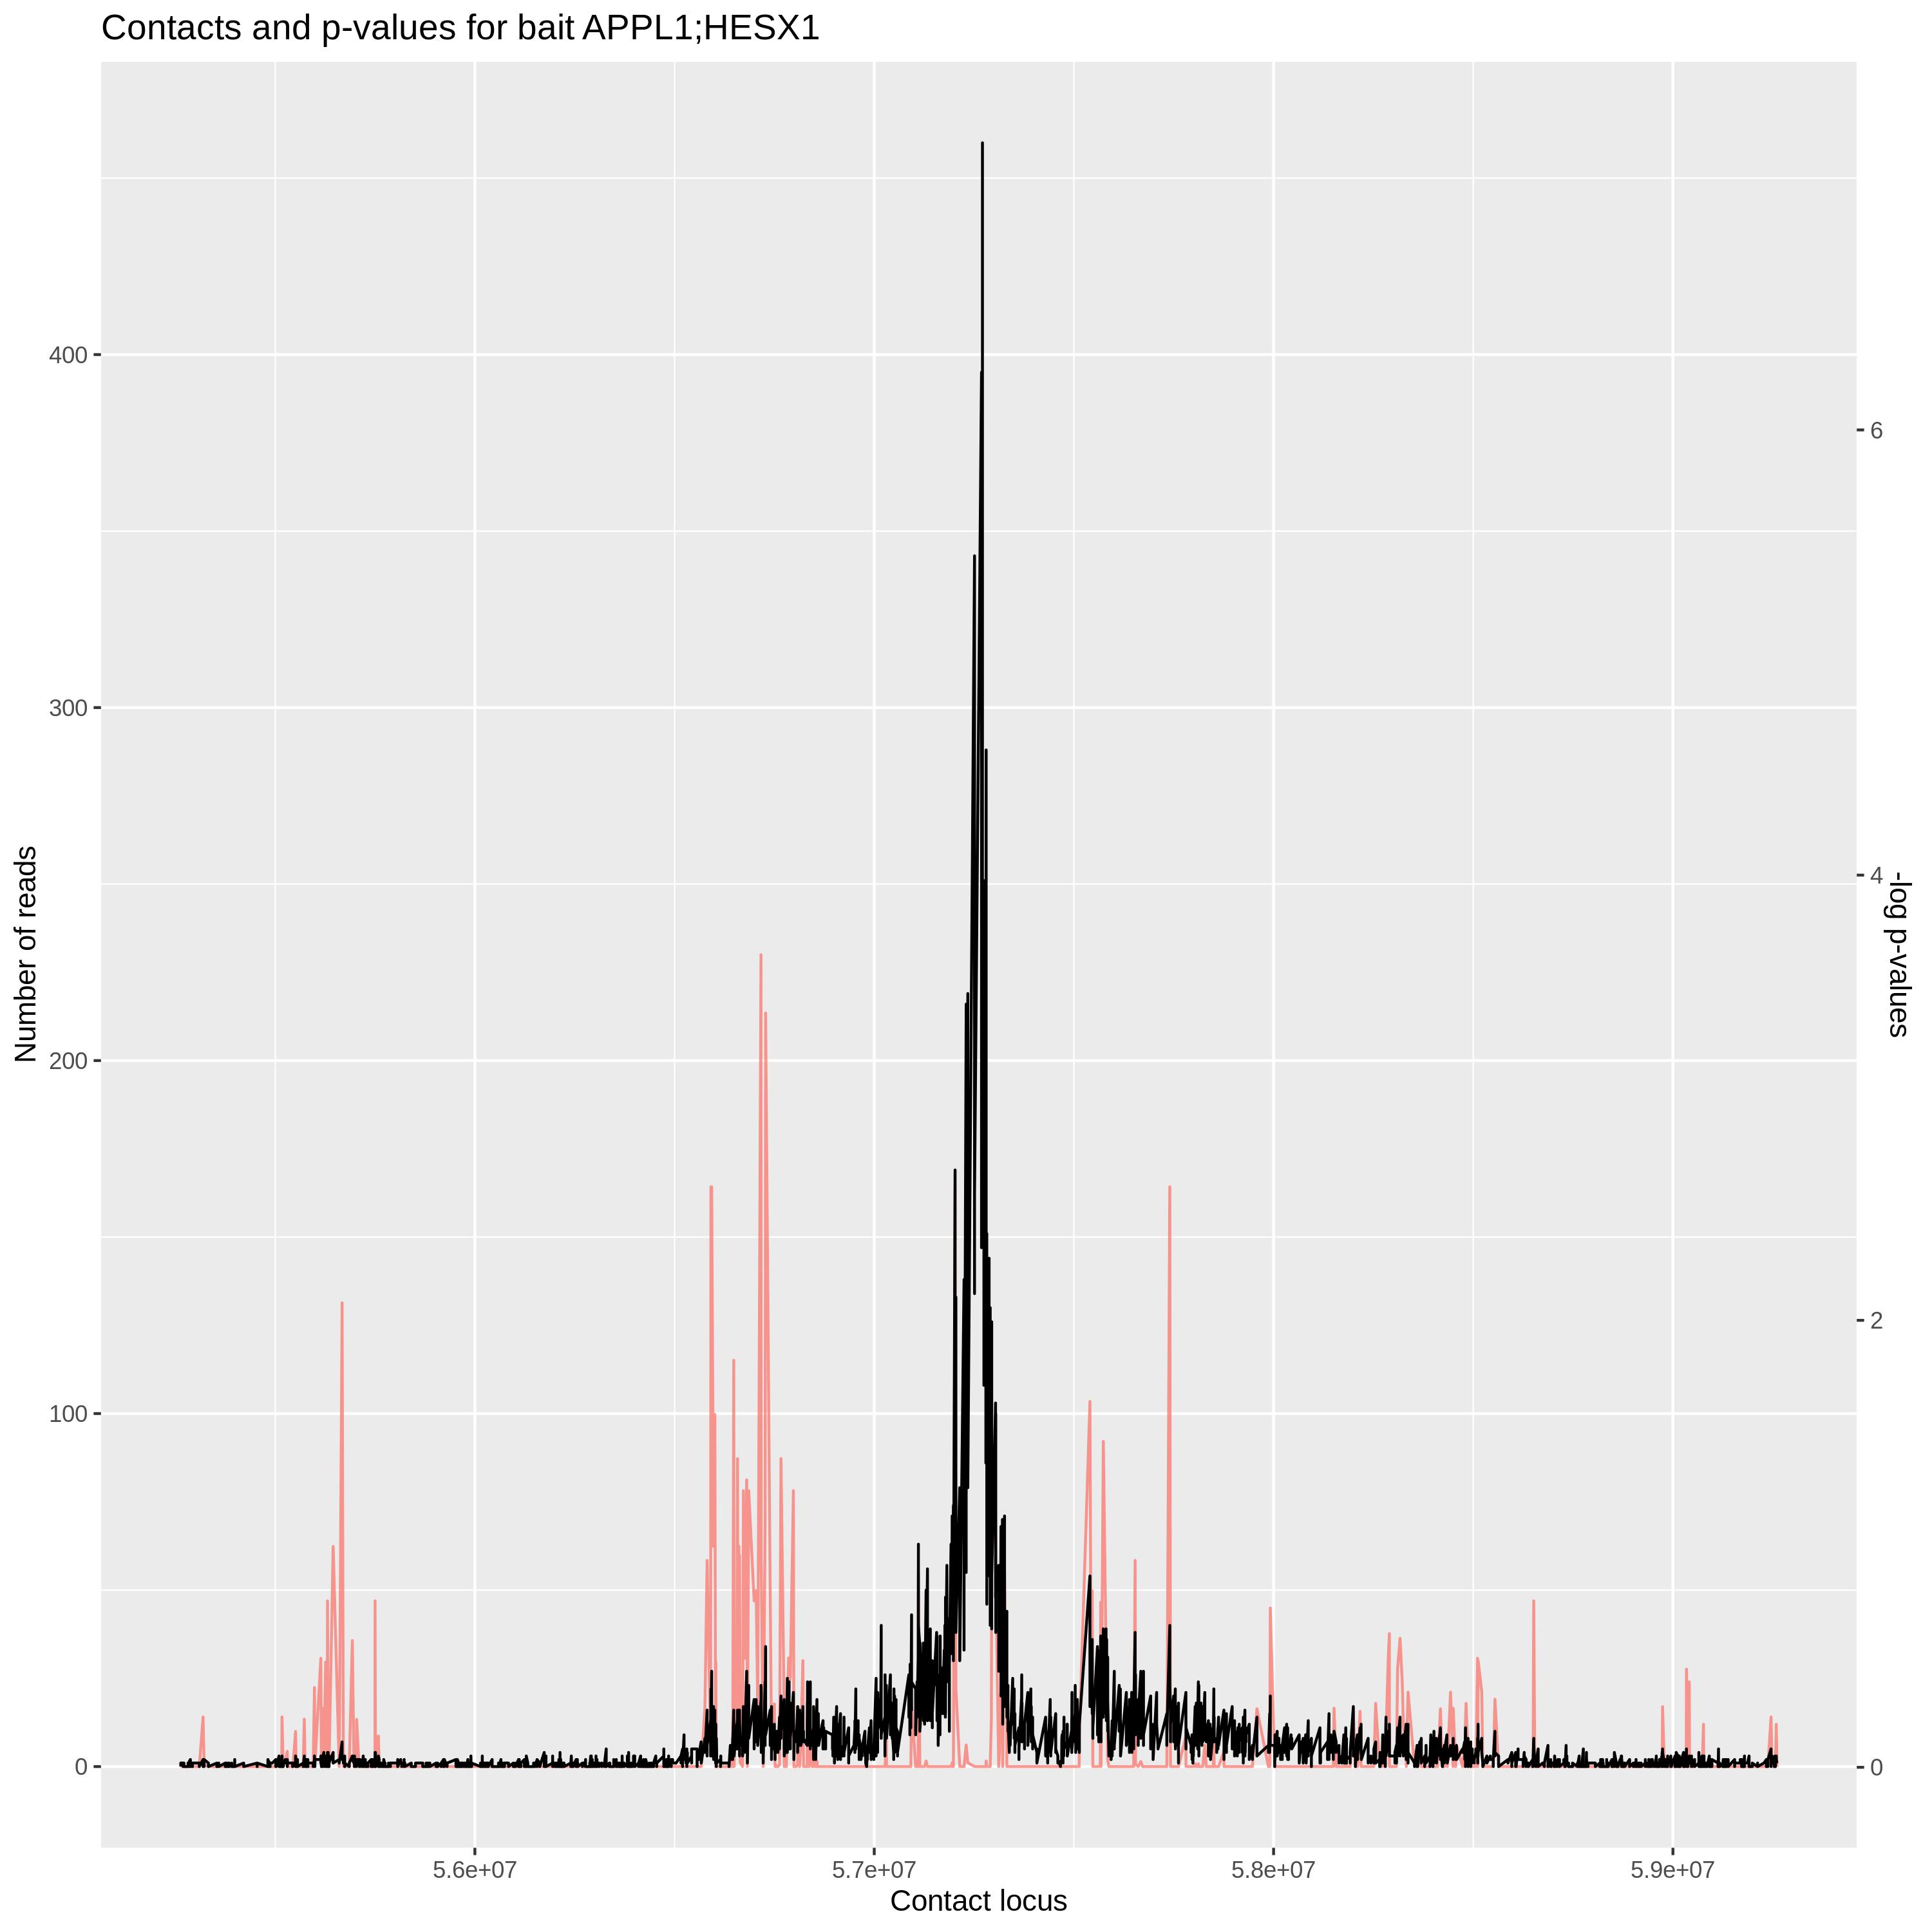 Contacts and p-values for bait APPL1;HESX1
Number of reads
400
300
200
100
0
6
4
2
0
-log p-values
5.6e+07 5.7e+07 5.8e+07 5.9e+07
Contact locus